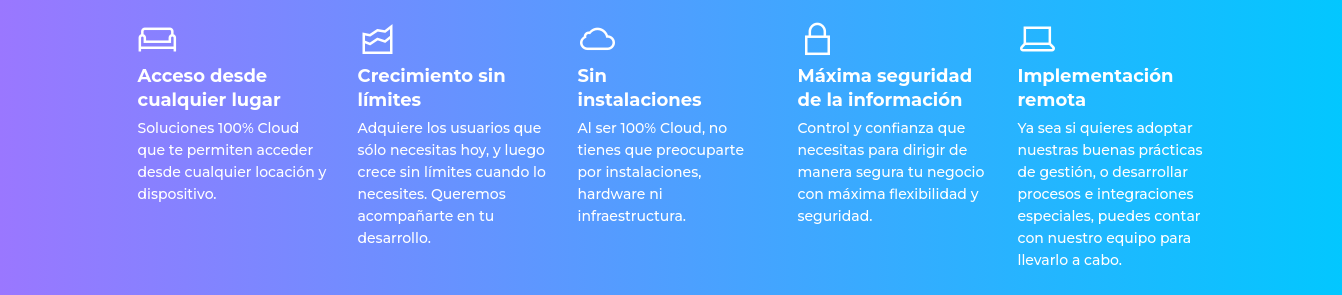 Acceso desde
cualquier lugar
Soluciones 100% Cloud
que te permiten acceder
desde cualquier locación y
dispositivo.
Crecimiento sin
límites
Adquiere los usuarios que
sólo necesitas hoy, y luego
crece sin límites cuando lo
necesites. Queremos
acompañarte en tu
desarrollo.
Sin
instalaciones
Al ser 100% Cloud, no
tienes que preocuparte
por instalaciones,
hardware ni
infraestructura.
Máxima seguridad
de la información
Control y confianza que
necesitas para dirigir de
manera segura tu negocio
con máxima flexibilidad y
seguridad.
Implementación
remota
Ya sea si quieres adoptar
nuestras buenas prácticas
de gestión, o desarrollar
procesos e integraciones
especiales, puedes contar
con nuestro equipo para
llevarlo a cabo.